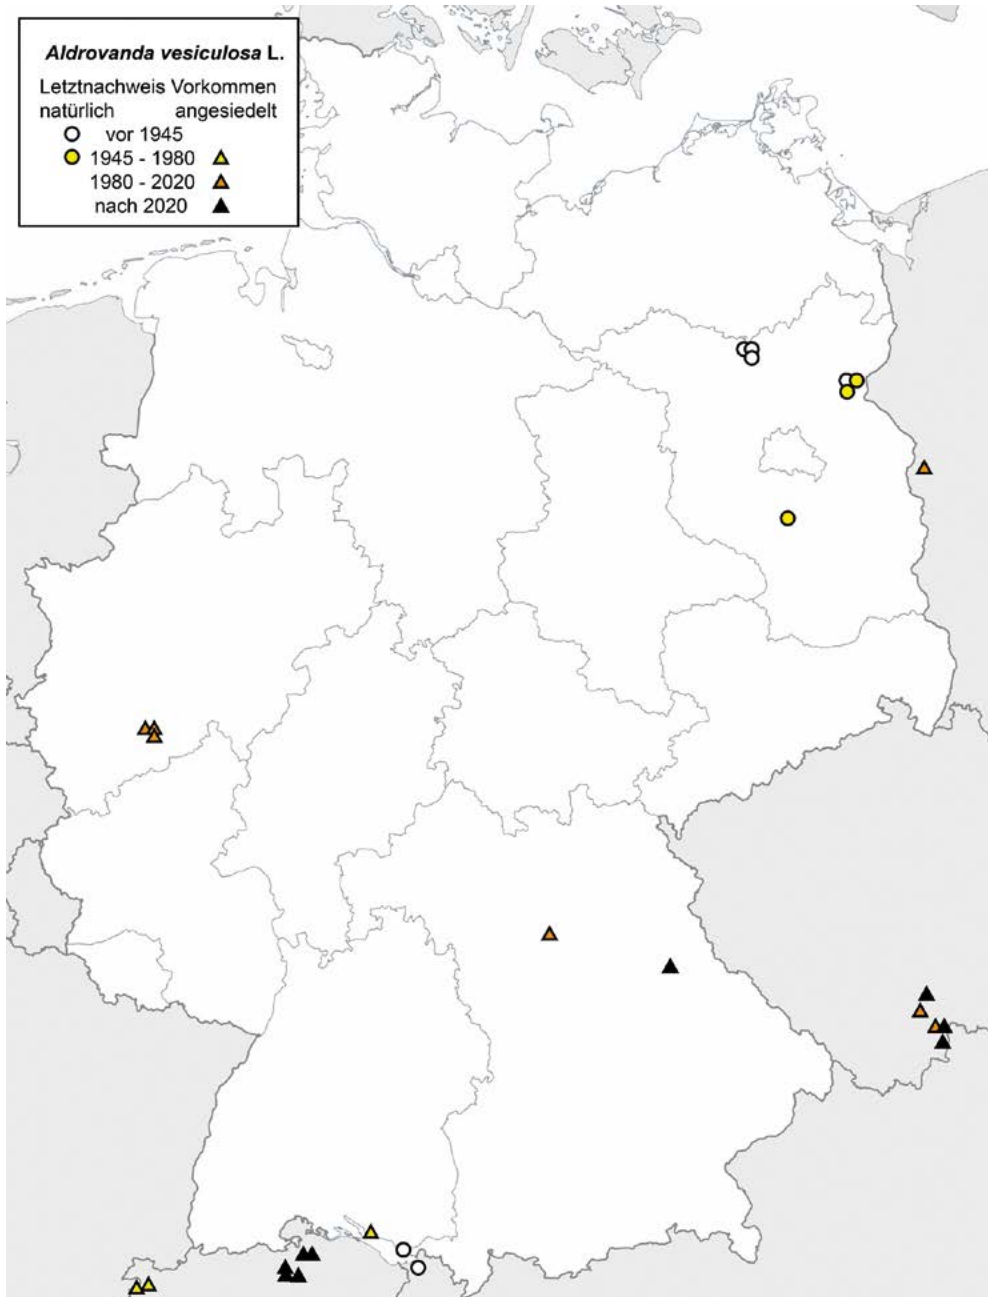 Aldrovanda vesiculosa L.
Letztnachweis Vorkommen
natürlich angesiedelt
vor 1945
1945 - 1980
1980 - 2020
nach 2020